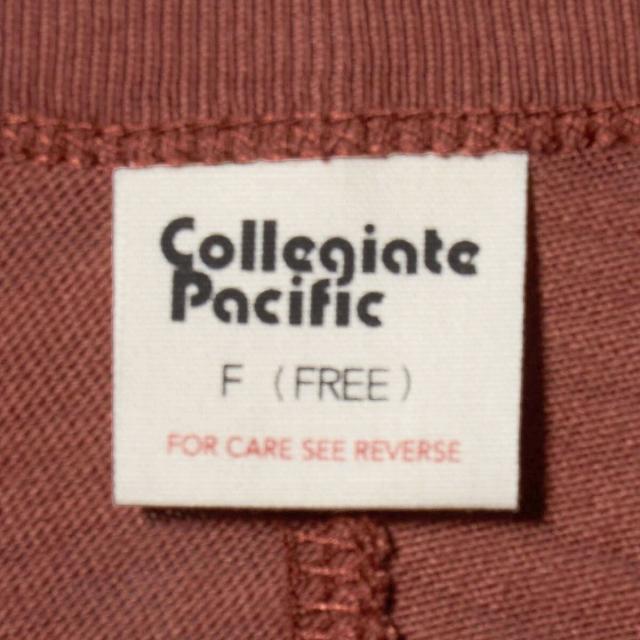 Collegiate
Pacific
F (FREE)
FOR CARE SEE REVERSE